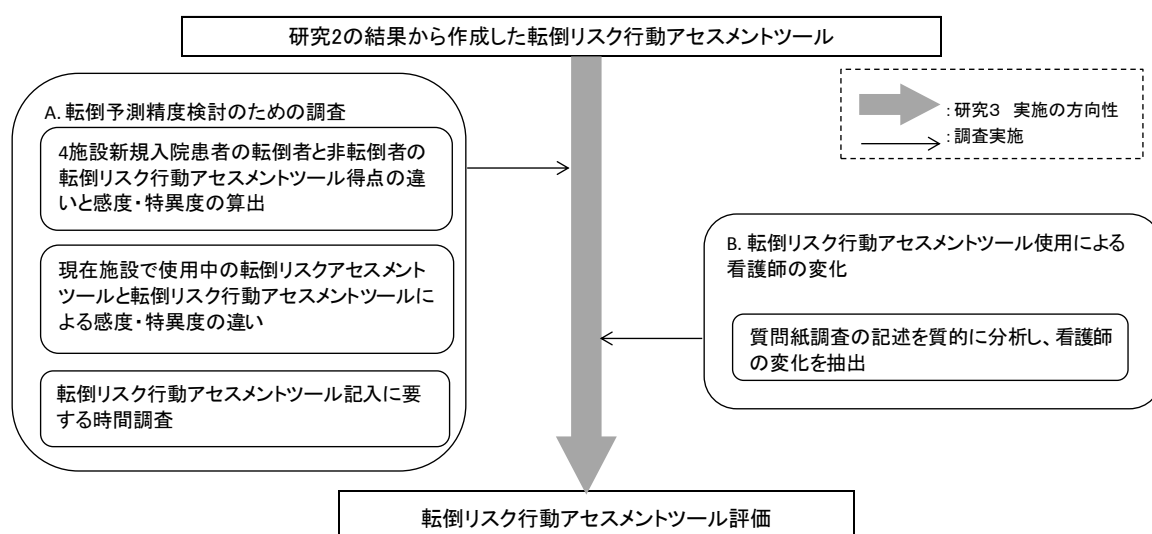 研究2の結果から作成した転倒リスク行動アセスメントツール
A. 転倒予測精度検討のための調査
4施設新規入院患者の転倒者と非転倒者の
転倒リスク行動アセスメントツール得点の違
いと感度・特異度の算出
現在施設で使用中の転倒リスクアセスメント
ツールと転倒リスク行動アセスメントツールによ
る感度・特異度の違い
転倒リスク行動アセスメントツール記入に要
する時間調査
:研究3 実施の方向性
:調査実施
B. 転倒リスク行動アセスメントツール使用による
看護師の変化
質問紙調査の記述を質的に分析し、看護師
の変化を抽出
転倒リスク行動アセスメントツール評価